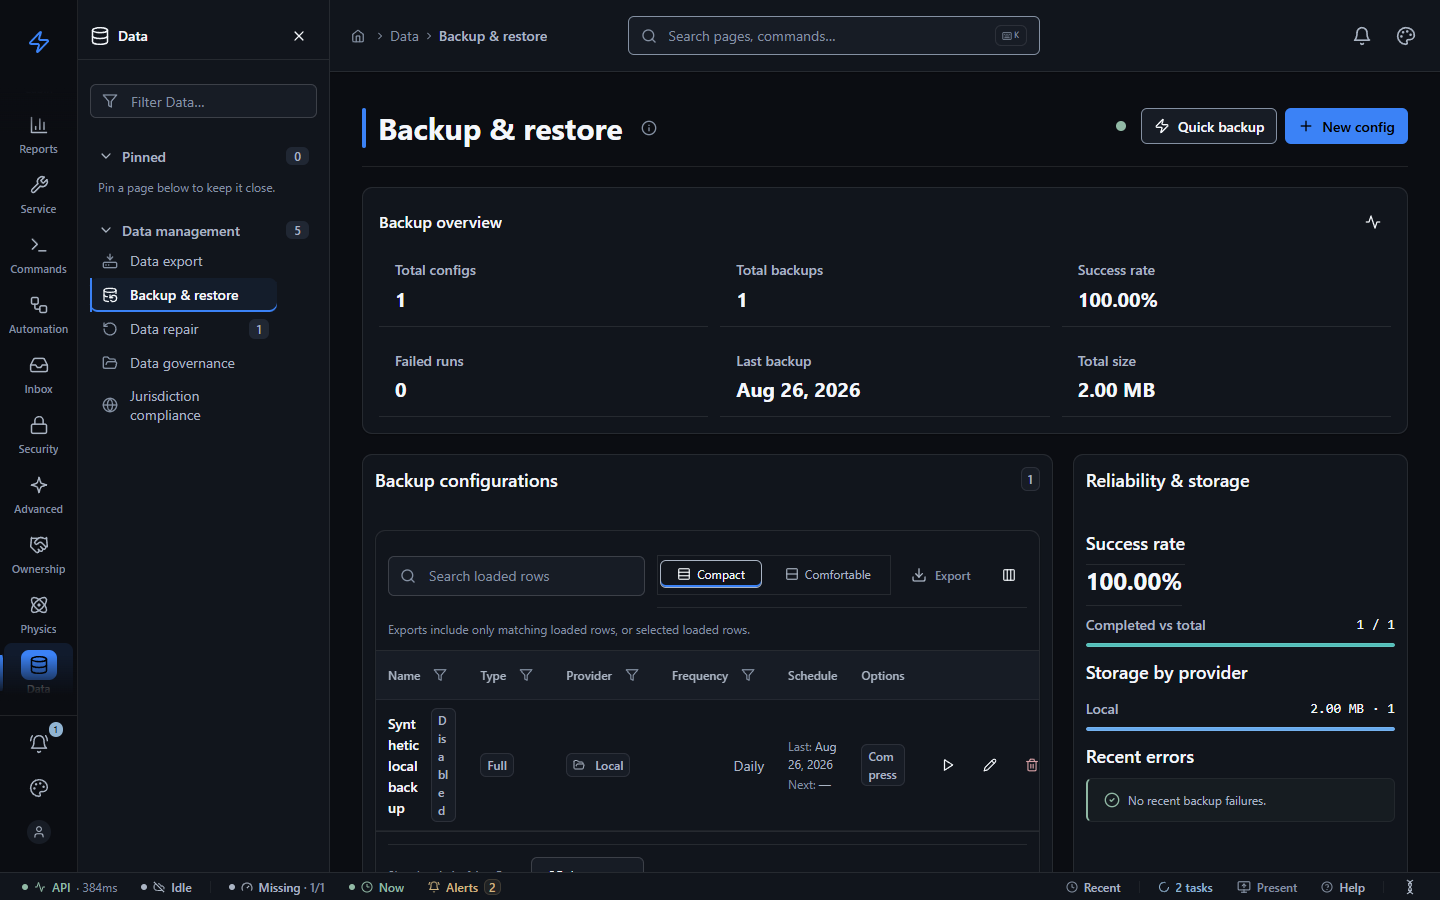 Data
Data
Backup & restore
Search pages, commands...
K
Filter Data...
Pinned
0
Pin a page below to keep it close.
Data management
5
Data export
Backup & restore
Data repair
1
Data governance
Jurisdiction
compliance
Reports
Service
Commands
Automation
Inbox
Security
Advanced
Ownership
Physics
Data
1
Backup & restore
Quick backup
New config
Backup overview
Total configs
1
Total backups
1
Success rate
100.00%
Failed runs
0
Last backup
Aug 26, 2026
Total size
2.00 MB
Backup configurations
1
Search loaded rows
Compact
Comfortable
Export
Exports include only matching loaded rows, or selected loaded rows.
Name
Type
Provider
Frequency
Schedule
Options
Synt
hetic
local
back
up
D
is
a
bl
e
d
Full
Local
Daily
Last: Aug
26, 2026
Next: —
Com
press
Reliability & storage
Success rate
100.00%
Completed vs total
1 / 1
Storage by provider
Local
2.00 MB · 1
Recent errors
No recent backup failures.
API · 384ms
Idle
Missing · 1/1
Now
Alerts 2
Recent
2 tasks
Present
Help